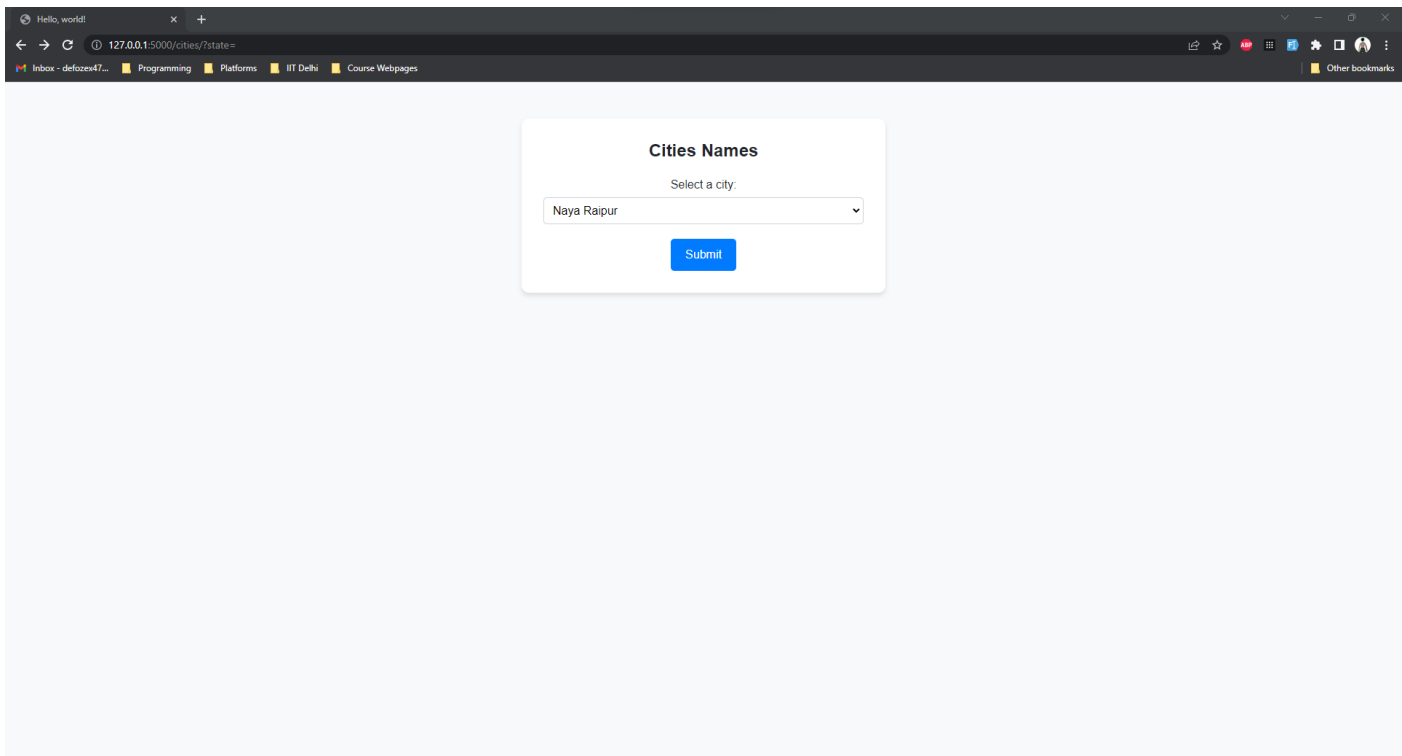 Hello, world!
127.0.0.1:5000/cities/?state=
ABP
Inbox - defozex47... Programming Platforms IIT Delhi Course Webpages Other bookmarks
Cities Names
Select a city:
Naya Raipur
Submit